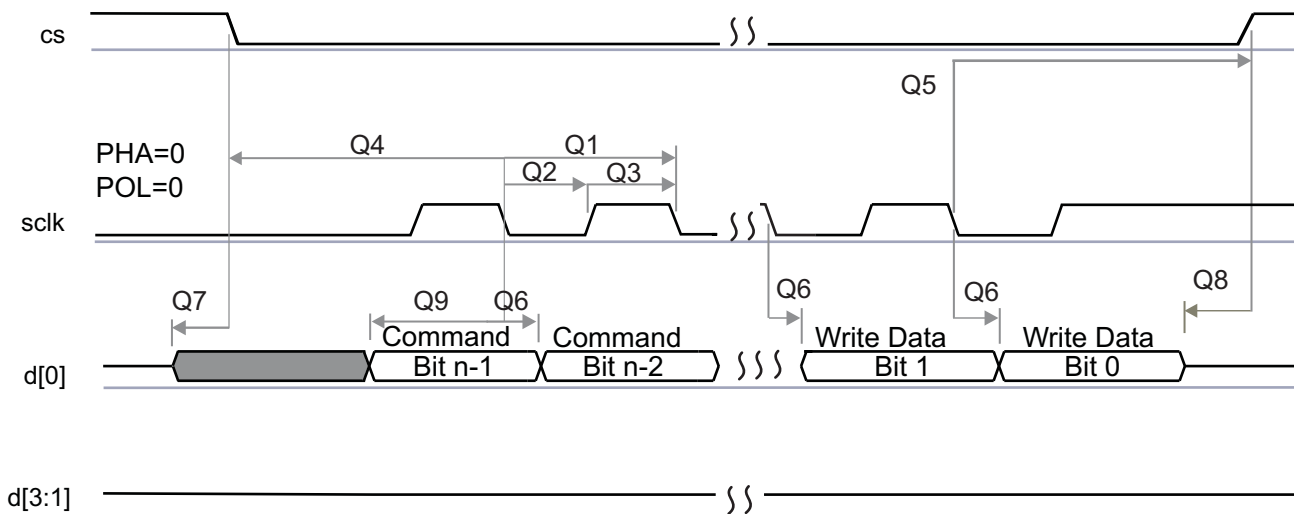 cs
Q5
PHA=0
POL=0
Q4
Q1
Q2
Q3
sclk
Q7
Q9
Q6
Q6
Q6
Q8
Command
Command
Write Data
Write Data
d[0]
Bit n-1
Bit n-2
Bit 1
Bit 0
d[3:1]